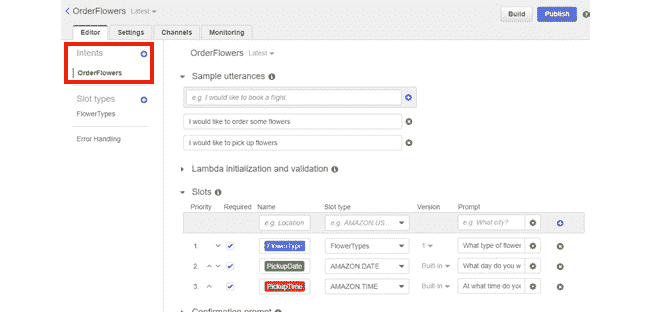 OrderFlowers Latest
Build
Publish
Editor
Settings
Channels
Monitoring
Intents
OrderFlowers
Slot types
FlowerTypes
Error Handling
OrderFlowers Latest
Sample utterances
e.g. I would like to book a flight.
I would like to order some flowers
I would like to pick up flowers
Lambda initialization and validation
Slots
Priority Required Name Slot type Version Prompt
e.g. Location e.g. AMAZON.US... e.g. What city?
1. FlowerType FlowerTypes 1 What type of flower
2. PickupDate AMAZON.DATE Built-in What day do you w
3. PickupTime AMAZON.TIME Built-in At what time do yo
Confirmation prompt